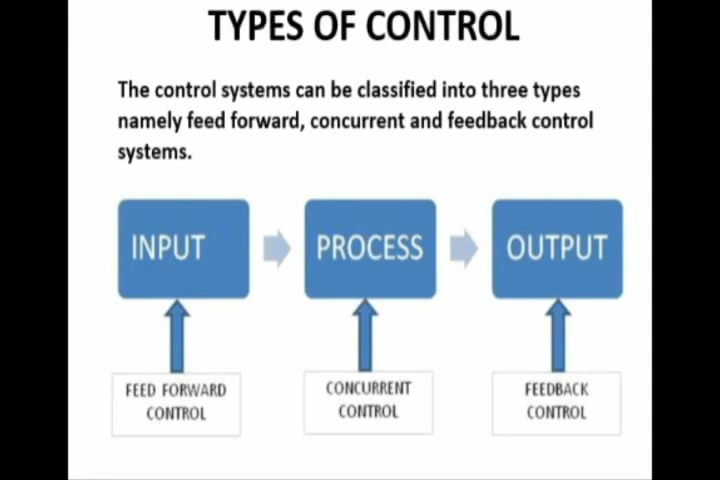 TYPES OF CONTROL
The control systems can be classified into three types
namely feed forward, concurrent and feedback control
systems.
INPUT
PROCESS
OUTPUT
FEED FORWARD
CONTROL
CONCURRENT
CONTROL
FEEDBACK
CONTROL